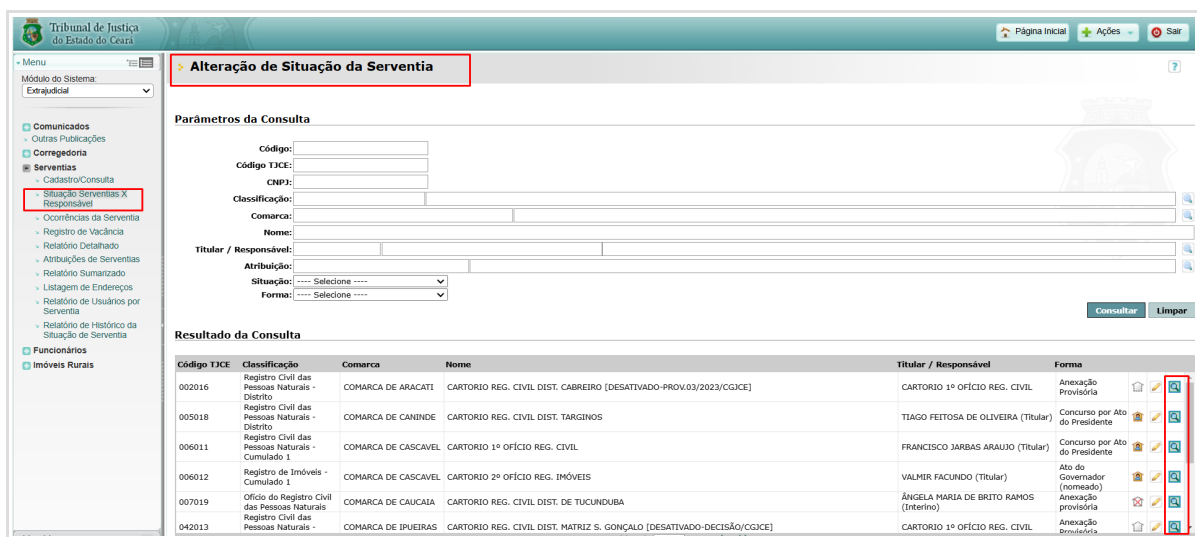 Tribunal de Justiça
do Estado do Ceará
Página Inicial
Ações
Sair
Menu
Módulo do Sistema:
Extrajudicial
Comunicados
Outras Publicações
Corregedoria
Serventias
Cadastro/Consulta
Situação Serventias X
Responsável
Ocorrências da Serventia
Registro de Vacância
Relatório Detalhado
Atribuições de Serventias
Relatório Sumarizado
Listagem de Endereços
Relatório de Usuários por
Serventia
Relatório de Histórico da
Situação de Serventia
Funcionários
Imóveis Rurais
Alteração de Situação da Serventia
?
Parâmetros da Consulta
Código:
Código TJCE:
CNPJ:
Classificação:
Comarca:
Nome:
Titular / Responsável:
Atribuição:
Situação: ---- Selecione ----
Forma: ---- Selecione ----
Consultar Limpar
Resultado da Consulta
Código TJCE Classificação Comarca Nome Titular / Responsável Forma
002016 Registro Civil das Pessoas Naturais - Distrito COMARCA DE ARACATI CARTORIO REG. CIVIL DIST. CABREIRO [DESATIVADO-PROV.03/2023/CGJCE] CARTORIO 1º OFÍCIO REG. CIVIL Anexação Provisória
005018 Registro Civil das Pessoas Naturais - Distrito COMARCA DE CANINDE CARTORIO REG. CIVIL DIST. TARGINOS TIAGO FEITOSA DE OLIVEIRA (Titular) Concurso por Ato do Presidente
006011 Registro Civil das Pessoas Naturais - Cumulado 1 COMARCA DE CASCAVEL CARTORIO 1º OFÍCIO REG. CIVIL FRANCISCO JARBAS ARAUJO (Titular) Concurso por Ato do Presidente
006012 Registro de Imóveis - Cumulado 1 COMARCA DE CASCAVEL CARTORIO 2º OFÍCIO REG. IMÓVEIS VALMIR FACUNDO (Titular) Ato do Governador (nomeado)
007019 Ofício do Registro Civil das Pessoas Naturais COMARCA DE CAUCAIA CARTORIO REG. CIVIL DIST. DE TUCUNDUBA ÂNGELA MARIA DE BRITO RAMOS (Interino) Anexação provisória
042013 Registro Civil das Pessoas Naturais - COMARCA DE IPUEIRAS CARTORIO REG. CIVIL DIST. MATRIZ S. GONÇALO [DESATIVADO-DECISÃO/CGJCE] CARTORIO 1º OFÍCIO REG. CIVIL Anexação Provisória